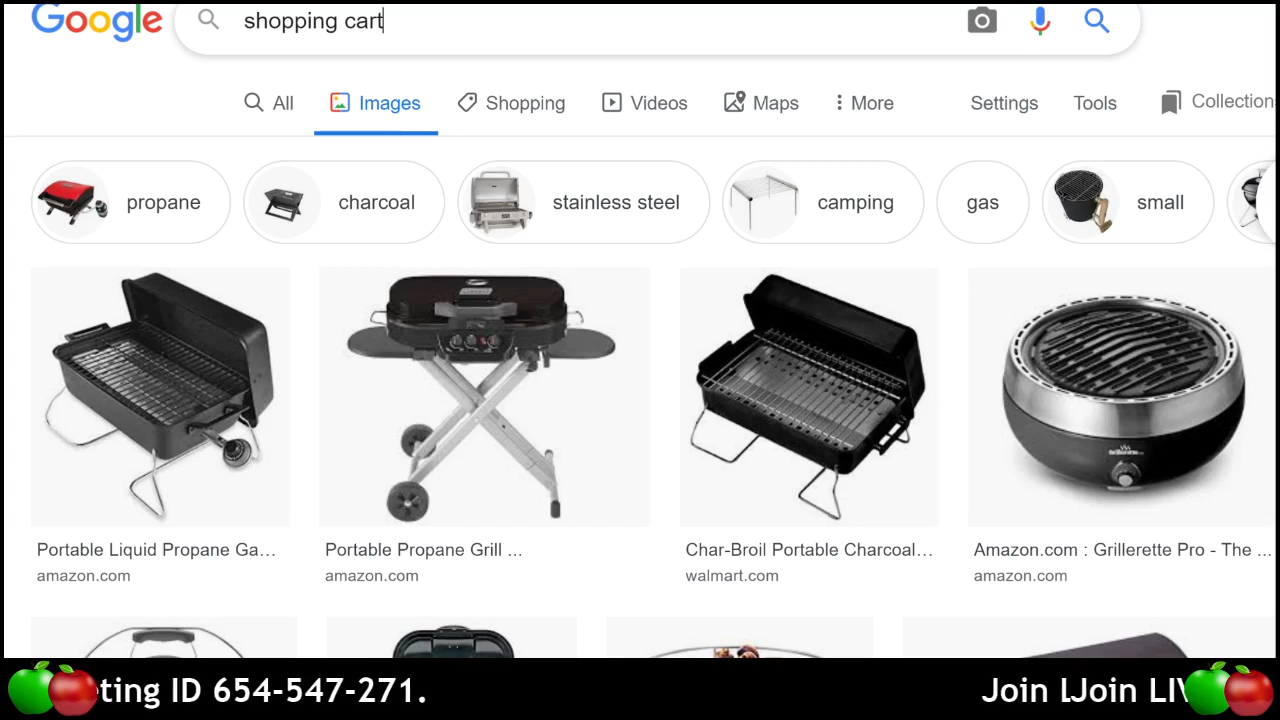 Google
shopping cart
All Images Shopping Videos Maps More Settings Tools Collection
propane charcoal stainless steel camping gas small
Portable Liquid Propane Ga... Portable Propane Grill ... Char-Broil Portable Charcoal... Amazon.com : Grillerette Pro - The ...
amazon.com amazon.com walmart.com amazon.com
eting ID 654-547-271. Join LJoin LIV